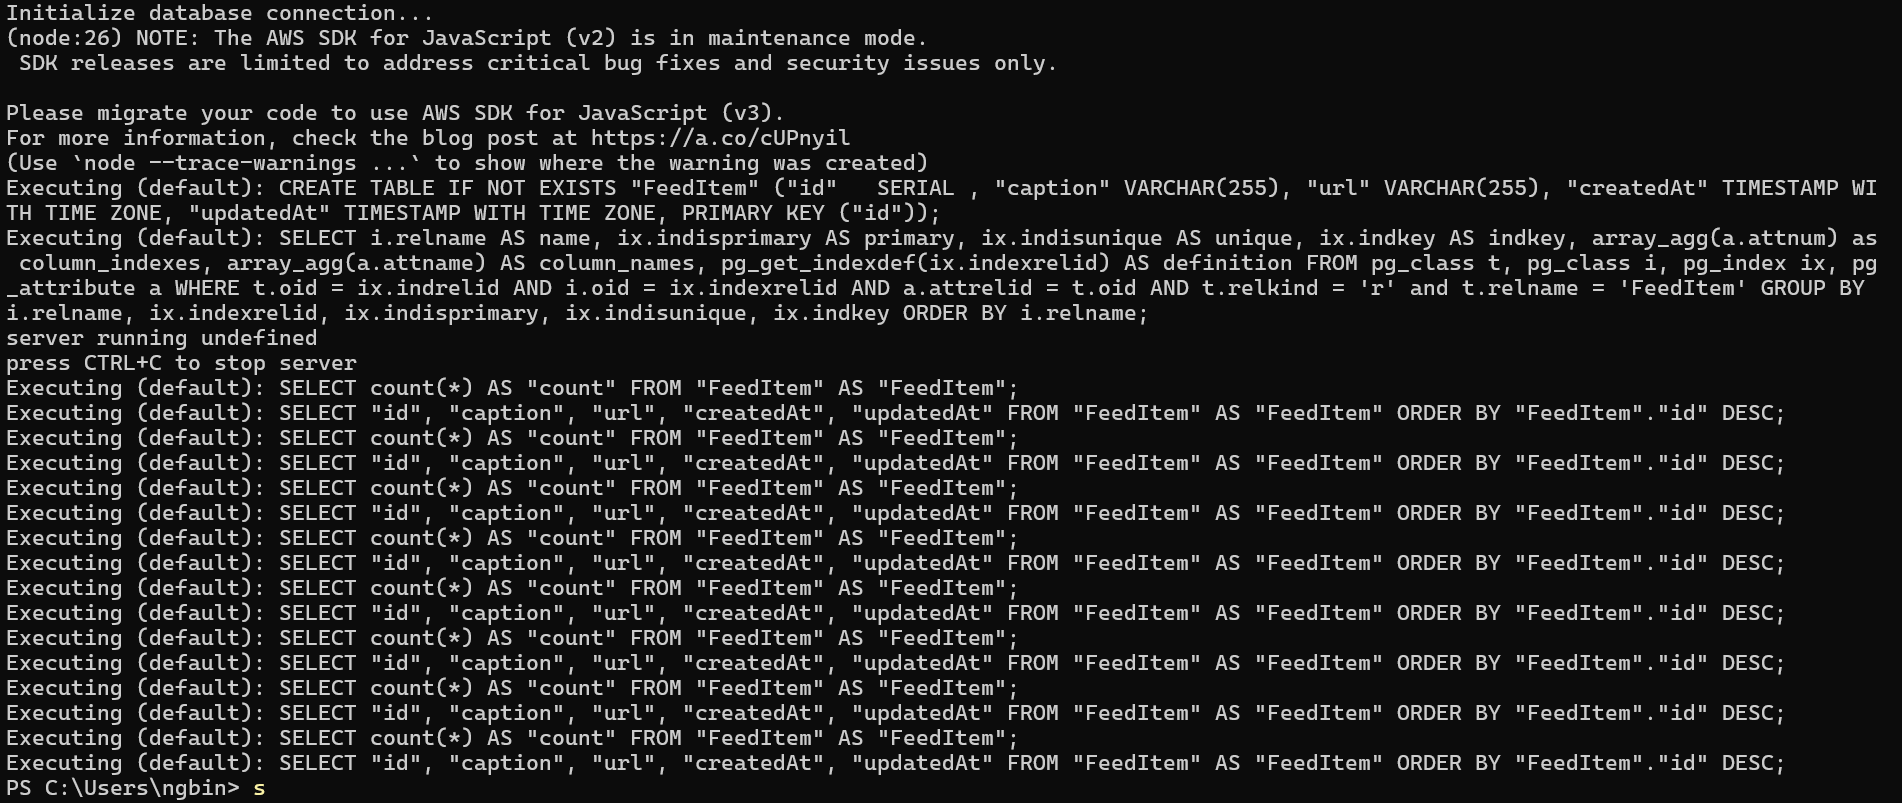 Initialize database connection...
(node:26) NOTE: The AWS SDK for JavaScript (v2) is in maintenance mode.
 SDK releases are limited to address critical bug fixes and security issues only.

Please migrate your code to use AWS SDK for JavaScript (v3).
For more information, check the blog post at https://a.co/cUPnyil
(Use `node --trace-warnings ...` to show where the warning was created)
Executing (default): CREATE TABLE IF NOT EXISTS "FeedItem" ("id"   SERIAL , "caption" VARCHAR(255), "url" VARCHAR(255), "createdAt" TIMESTAMP WI
TH TIME ZONE, "updatedAt" TIMESTAMP WITH TIME ZONE, PRIMARY KEY ("id"));
Executing (default): SELECT i.relname AS name, ix.indisprimary AS primary, ix.indisunique AS unique, ix.indkey AS indkey, array_agg(a.attnum) as
 column_indexes, array_agg(a.attname) AS column_names, pg_get_indexdef(ix.indexrelid) AS definition FROM pg_class t, pg_class i, pg_index ix, pg
_attribute a WHERE t.oid = ix.indrelid AND i.oid = ix.indexrelid AND a.attrelid = t.oid AND t.relkind = 'r' and t.relname = 'FeedItem' GROUP BY
i.relname, ix.indexrelid, ix.indisprimary, ix.indisunique, ix.indkey ORDER BY i.relname;
server running undefined
press CTRL+C to stop server
Executing (default): SELECT count(*) AS "count" FROM "FeedItem" AS "FeedItem";
Executing (default): SELECT "id", "caption", "url", "createdAt", "updatedAt" FROM "FeedItem" AS "FeedItem" ORDER BY "FeedItem"."id" DESC;
Executing (default): SELECT count(*) AS "count" FROM "FeedItem" AS "FeedItem";
Executing (default): SELECT "id", "caption", "url", "createdAt", "updatedAt" FROM "FeedItem" AS "FeedItem" ORDER BY "FeedItem"."id" DESC;
Executing (default): SELECT count(*) AS "count" FROM "FeedItem" AS "FeedItem";
Executing (default): SELECT "id", "caption", "url", "createdAt", "updatedAt" FROM "FeedItem" AS "FeedItem" ORDER BY "FeedItem"."id" DESC;
Executing (default): SELECT count(*) AS "count" FROM "FeedItem" AS "FeedItem";
Executing (default): SELECT "id", "caption", "url", "createdAt", "updatedAt" FROM "FeedItem" AS "FeedItem" ORDER BY "FeedItem"."id" DESC;
Executing (default): SELECT count(*) AS "count" FROM "FeedItem" AS "FeedItem";
Executing (default): SELECT "id", "caption", "url", "createdAt", "updatedAt" FROM "FeedItem" AS "FeedItem" ORDER BY "FeedItem"."id" DESC;
Executing (default): SELECT count(*) AS "count" FROM "FeedItem" AS "FeedItem";
Executing (default): SELECT "id", "caption", "url", "createdAt", "updatedAt" FROM "FeedItem" AS "FeedItem" ORDER BY "FeedItem"."id" DESC;
Executing (default): SELECT count(*) AS "count" FROM "FeedItem" AS "FeedItem";
Executing (default): SELECT "id", "caption", "url", "createdAt", "updatedAt" FROM "FeedItem" AS "FeedItem" ORDER BY "FeedItem"."id" DESC;
Executing (default): SELECT count(*) AS "count" FROM "FeedItem" AS "FeedItem";
Executing (default): SELECT "id", "caption", "url", "createdAt", "updatedAt" FROM "FeedItem" AS "FeedItem" ORDER BY "FeedItem"."id" DESC;
PS C:\Users\ngbin> s